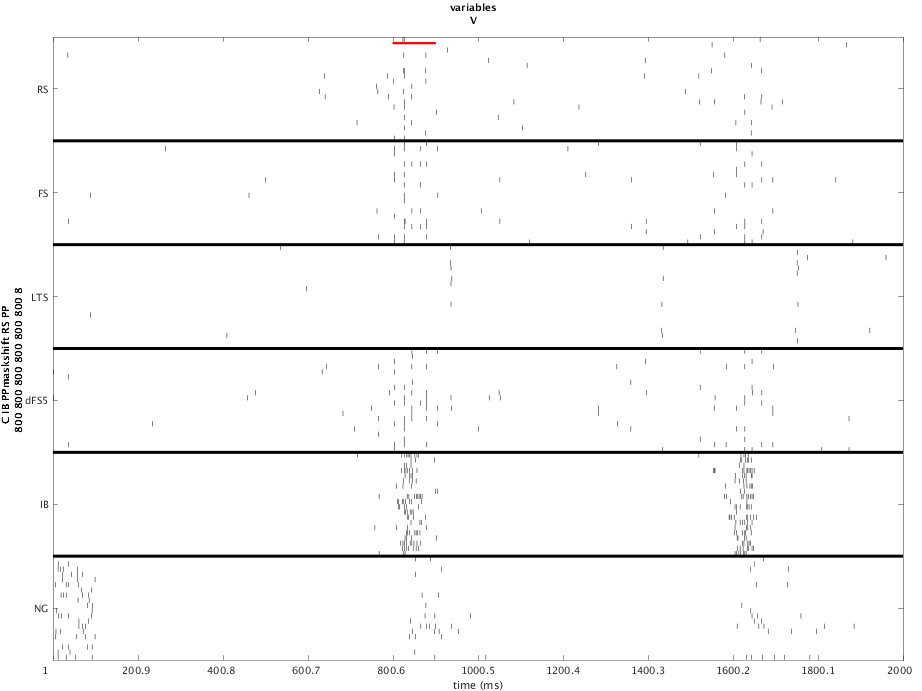 variables
V
RS
FS
LTS
dFS5
IB
NG
C IB PPmaskshift RS PP
800 800 800 800 800 800 8
1
200.9
400.8
600.7
800.6
1000.5
1200.4
1400.3
1600.2
1800.1
2000
time (ms)